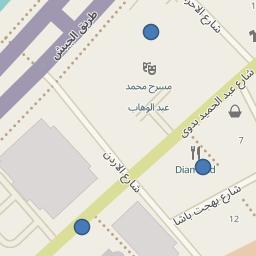 شارع الاخ
طريق الجيش
مسرح محمد
عبد الوهاب
شارع عبد الحميد بدوى
7
Diamond
شارع الاردن
شارع بهجت باشا
12